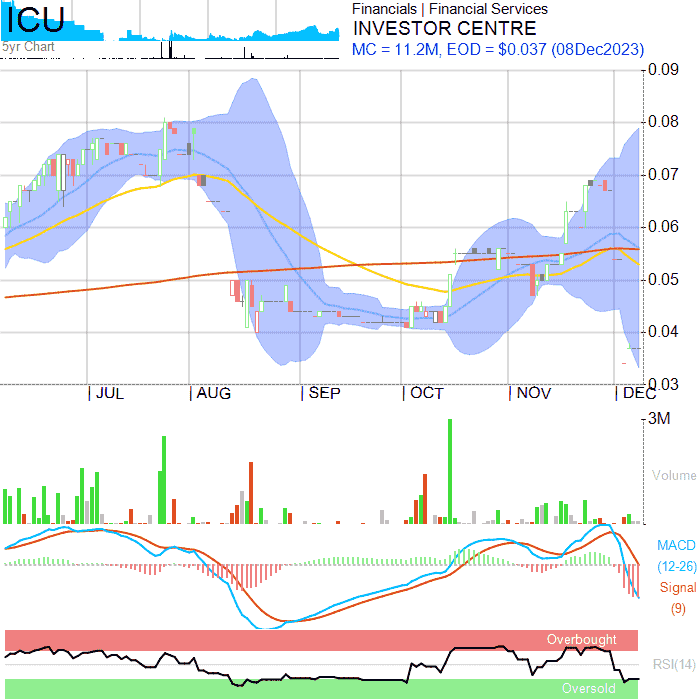 ICU
5yr Chart
Financials | Financial Services
INVESTOR CENTRE
MC = 11.2M, EOD = $0.037 (08Dec2023)
0.09
0.08
0.07
0.06
0.05
0.04
0.03
JUL AUG SEP OCT NOV DEC
3M
Volume
MACD
(12-26)
Signal
(9)
Overbought
RSI(14)
Oversold